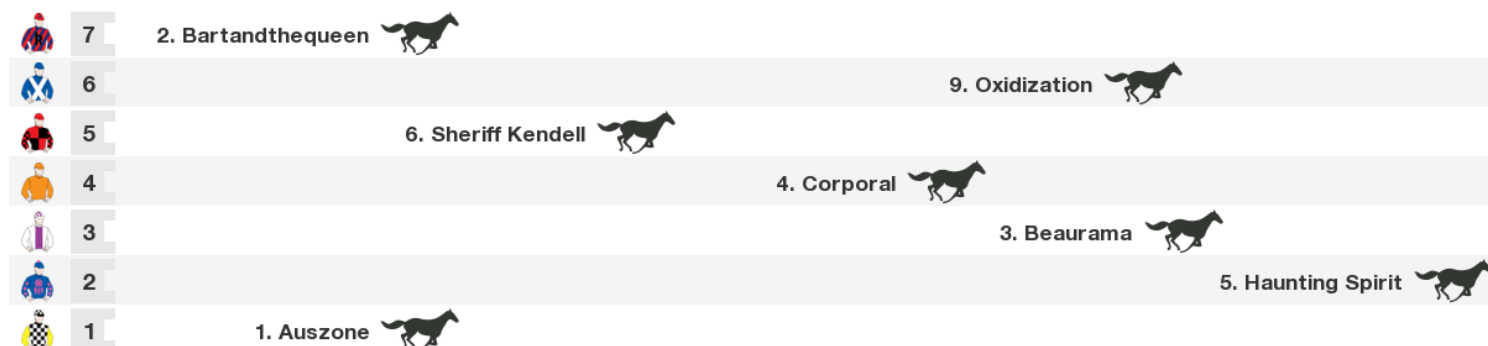 7 2. Bartandthequeen
6 9. Oxidization
5 6. Sheriff Kendell
4 4. Corporal
3 3. Beaurama
2 5. Haunting Spirit
1 1. Auszone